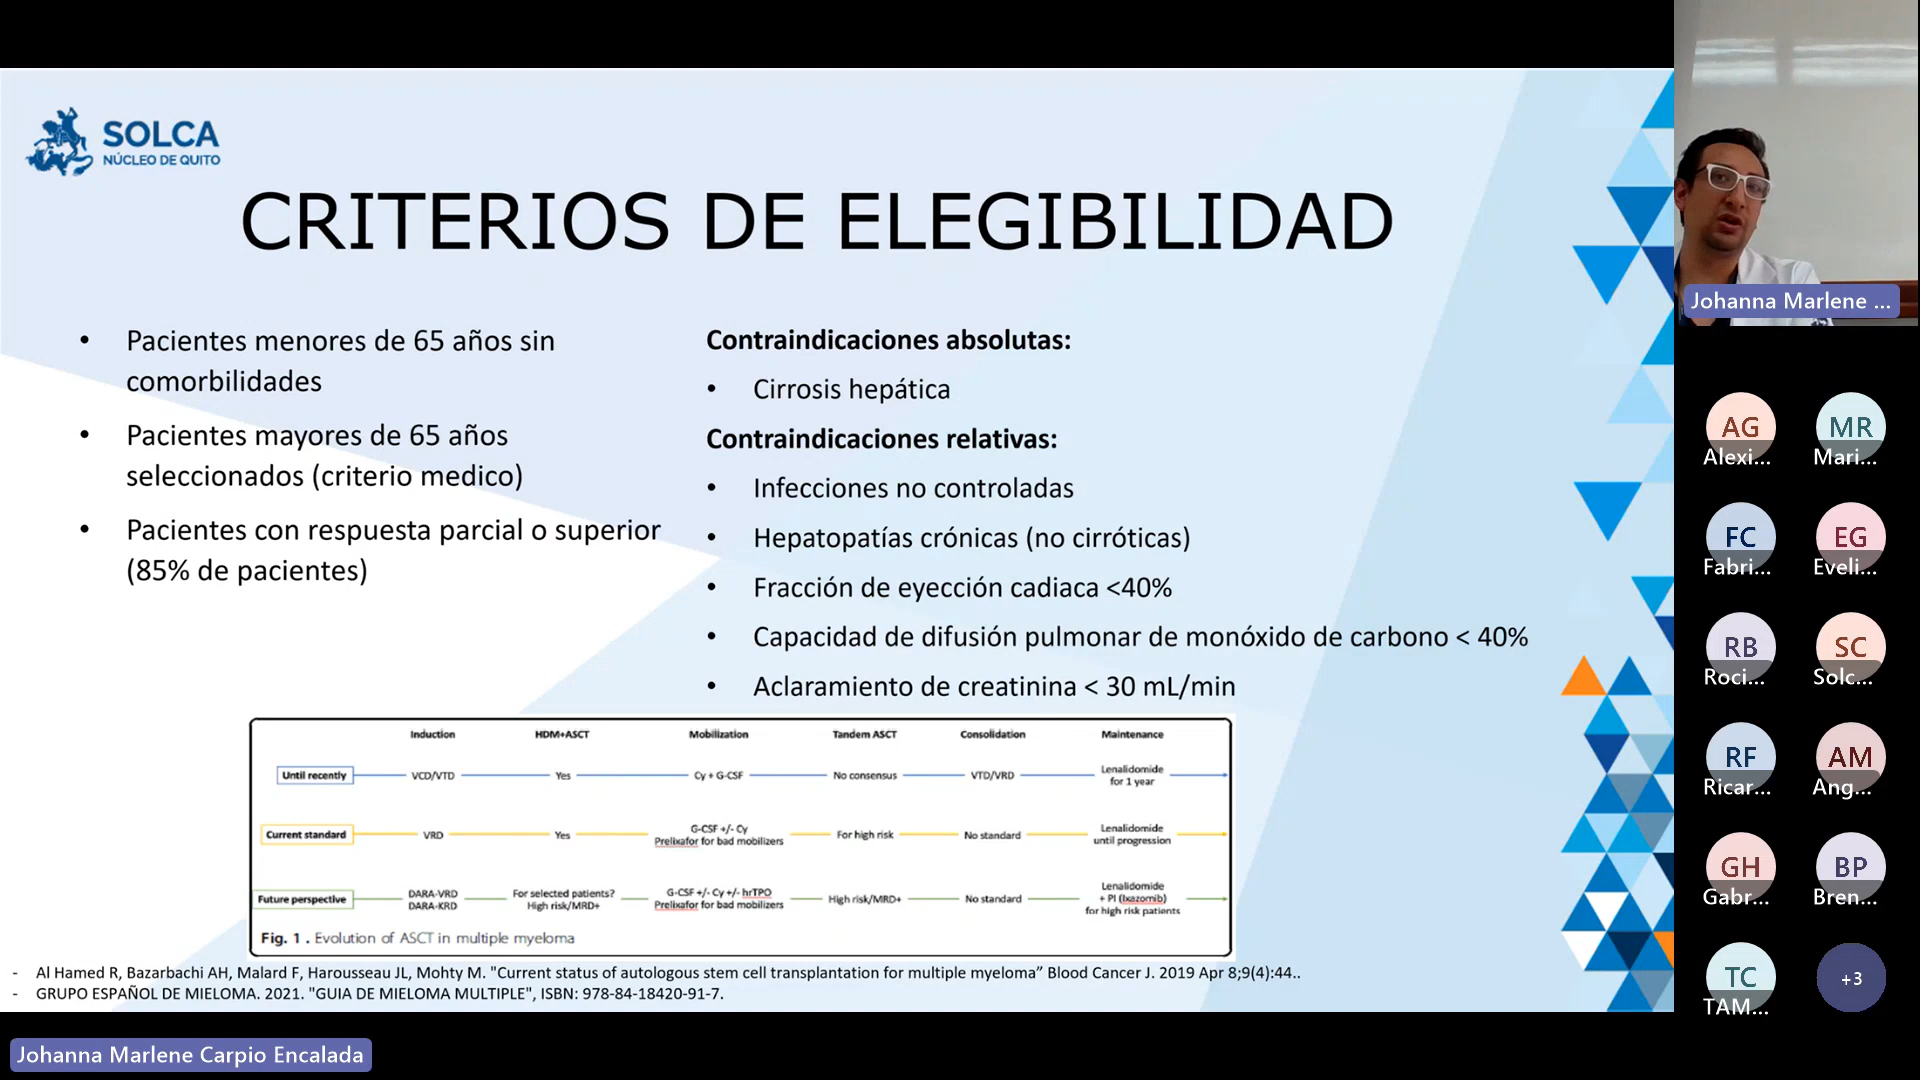 SOLCA
NÚCLEO DE QUITO
CRITERIOS DE ELEGIBILIDAD
• Pacientes menores de 65 años sin
comorbilidades
• Pacientes mayores de 65 años
seleccionados (criterio medico)
• Pacientes con respuesta parcial o superior
(85% de pacientes)
Contraindicaciones absolutas:
• Cirrosis hepática
Contraindicaciones relativas:
• Infecciones no controladas
• Hepatopatías crónicas (no cirróticas)
• Fracción de eyección cadiaca <40%
• Capacidad de difusión pulmonar de monóxido de carbono < 40%
• Aclaramiento de creatinina < 30 mL/min
Induction HDM+ASCT Mobilization Tandem ASCT Consolidation Maintenance
Until recently VCD/VTD Yes Cy + G-CSF No consensus VTD/VRD Lenalidomide
for 1 year
Current standard VRD Yes G-CSF +/- Cy
Prelixafor for bad mobilizers For high risk No standard Lenalidomide
until progression
Future perspective DARA-VRD
DARA-KRD For selected patients?
High risk/MRD+ G-CSF +/- Cy +/- hrTPO
Prelixafor for bad mobilizers High risk/MRD+ No standard Lenalidomide
+ PI (Ixazomib)
for high risk patients
Fig. 1 . Evolution of ASCT in multiple myeloma
- Al Hamed R, Bazarbachi AH, Malard F, Harousseau JL, Mohty M. "Current status of autologous stem cell transplantation for multiple myeloma” Blood Cancer J. 2019 Apr 8;9(4):44..
- GRUPO ESPAÑOL DE MIELOMA. 2021. "GUIA DE MIELOMA MULTIPLE", ISBN: 978-84-18420-91-7.
Johanna Marlene Carpio Encalada
Johanna Marlene ...
AG MR
Alexi... Mari...
FC EG
Fabri... Eveli...
RB SC
Roci... Solc...
RF AM
Ricar... Ang...
GH BP
Gabr... Bren...
TC +3
TAM...